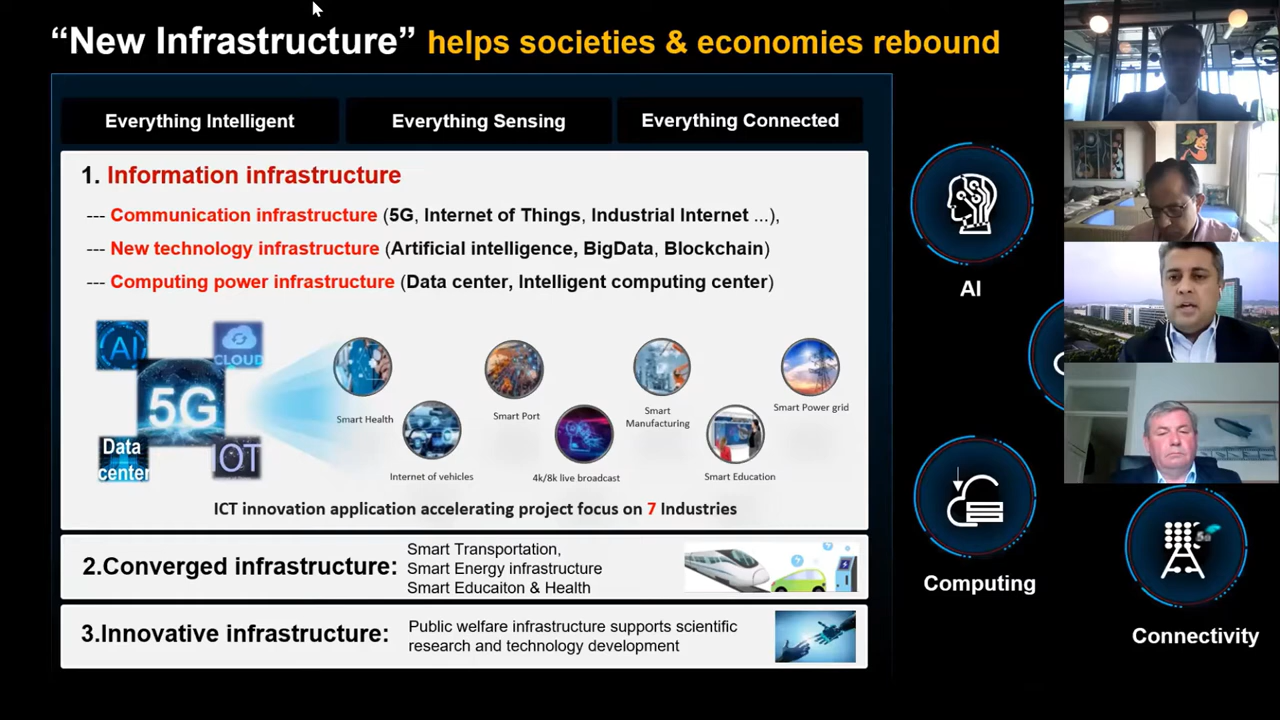 “New Infrastructure” helps societies & economies rebound
Everything Intelligent
Everything Sensing
Everything Connected
1. Information infrastructure
--- Communication infrastructure (5G, Internet of Things, Industrial Internet ...),
--- New technology infrastructure (Artificial intelligence, BigData, Blockchain)
--- Computing power infrastructure (Data center, Intelligent computing center)
AI
CLOUD
5G
Data
center
IOT
Smart Health
Internet of vehicles
Smart Port
4k/8k live broadcast
Smart
Manufacturing
Smart Education
Smart Power grid
ICT innovation application accelerating project focus on 7 Industries
2.Converged infrastructure:
Smart Transportation,
Smart Energy infrastructure
Smart Educaiton & Health
3.Innovative infrastructure:
Public welfare infrastructure supports scientific
research and technology development
AI
Computing
5G
Connectivity